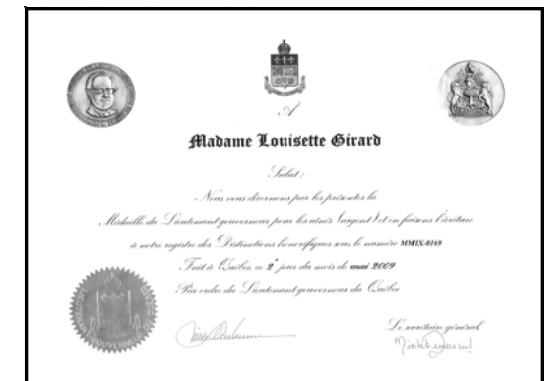 À
Madame Louisette Girard
Salut :
Nous vous décernons par les présentes la
Médaille du Lieutenant gouverneur pour les aînés (argent) et en faisons l'écriture
à notre registre des Distinctions honorifiques sous le numéro MMIX-0169
Fait à Québec, ce 2e jour du mois de mai 2009
Par ordre du Lieutenant gouverneur du Québec
Le secrétaire général,